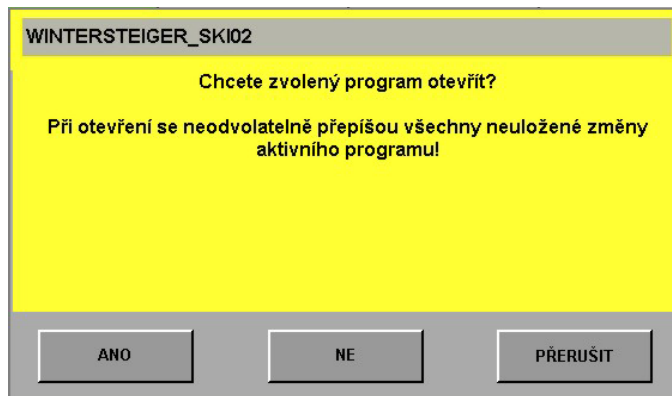 WINTERSTEIGER_SKI02
Chcete zvolený program otevřít?
Při otevření se neodvolatelně přepíšou všechny neuložené změny
aktivního programu!
ANO
NE
PŘERUŠIT